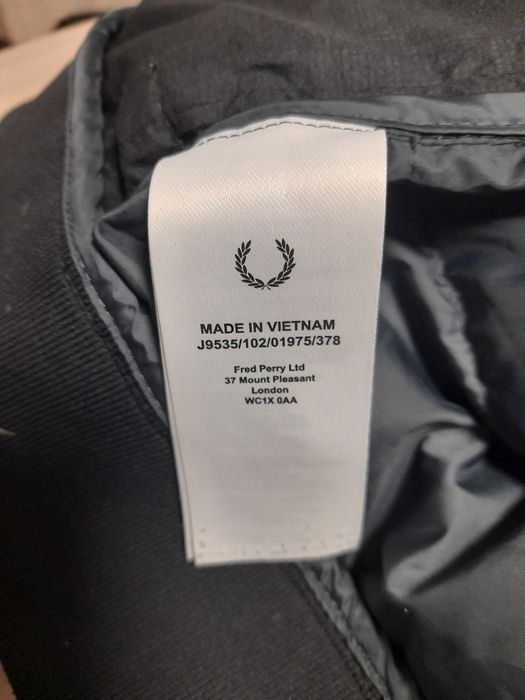 MADE IN VIETNAM
J9535/102/01975/378
Fred Perry Ltd
37 Mount Pleasant
London
WC1X 0AA